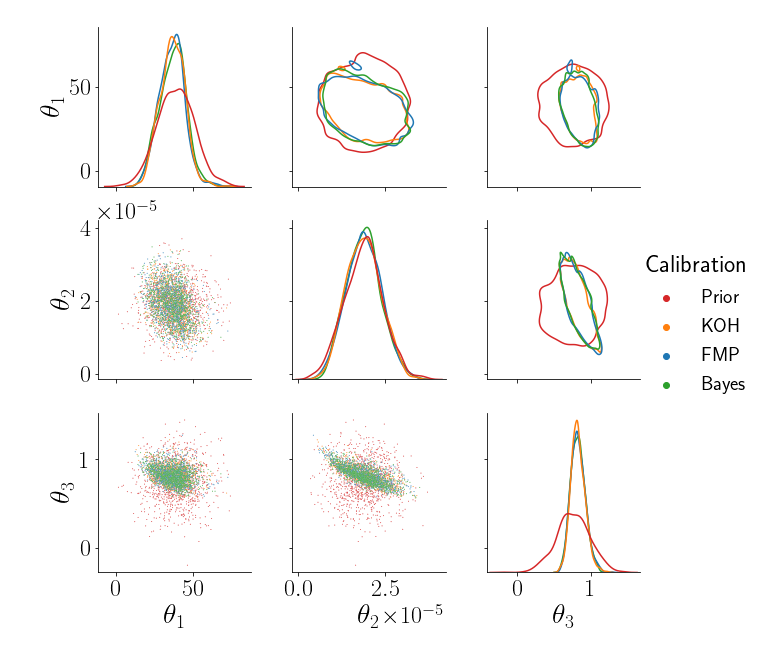 θ₁
50
0
×10⁻⁵
4
θ₂
2
0
Calibration
Prior
KOH
FMP
Bayes
θ₃
1
0
0 50
0.0 2.5
0 1
θ₁
θ₂ ×10⁻⁵
θ₃